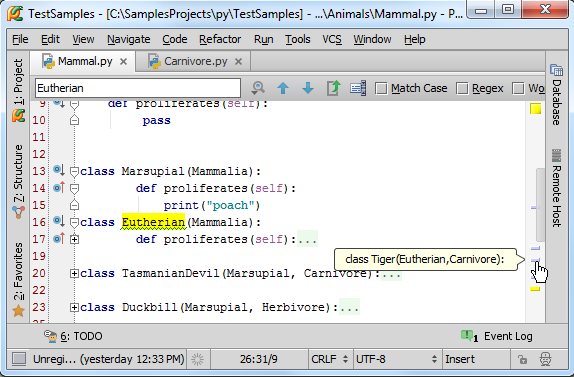 TestSamples - [C:\SamplesProjects\py\TestSamples] - ...\Animals\Mammal.py - P...
File Edit View Navigate Code Refactor Run Tools VCS Window Help
Mammal.py Carnivore.py
Eutherian Match Case Regex Wo
9 def proliferates(self):
10 pass
11
12
13 class Marsupial(Mammalia):
14 def proliferates(self):
15 print("poach")
16 class Eutherian(Mammalia):
17 def proliferates(self):...
19
class Tiger(Eutherian,Carnivore):
20 class TasmanianDevil(Marsupial, Carnivore):...
22
23 class Duckbill(Marsupial, Herbivore):...
1: Project
7: Structure
2: Favorites
Database
Remote Host
6: TODO 1 Event Log
Unregi... (yesterday 12:33 PM) 26:31/9 CRLF UTF-8 Insert